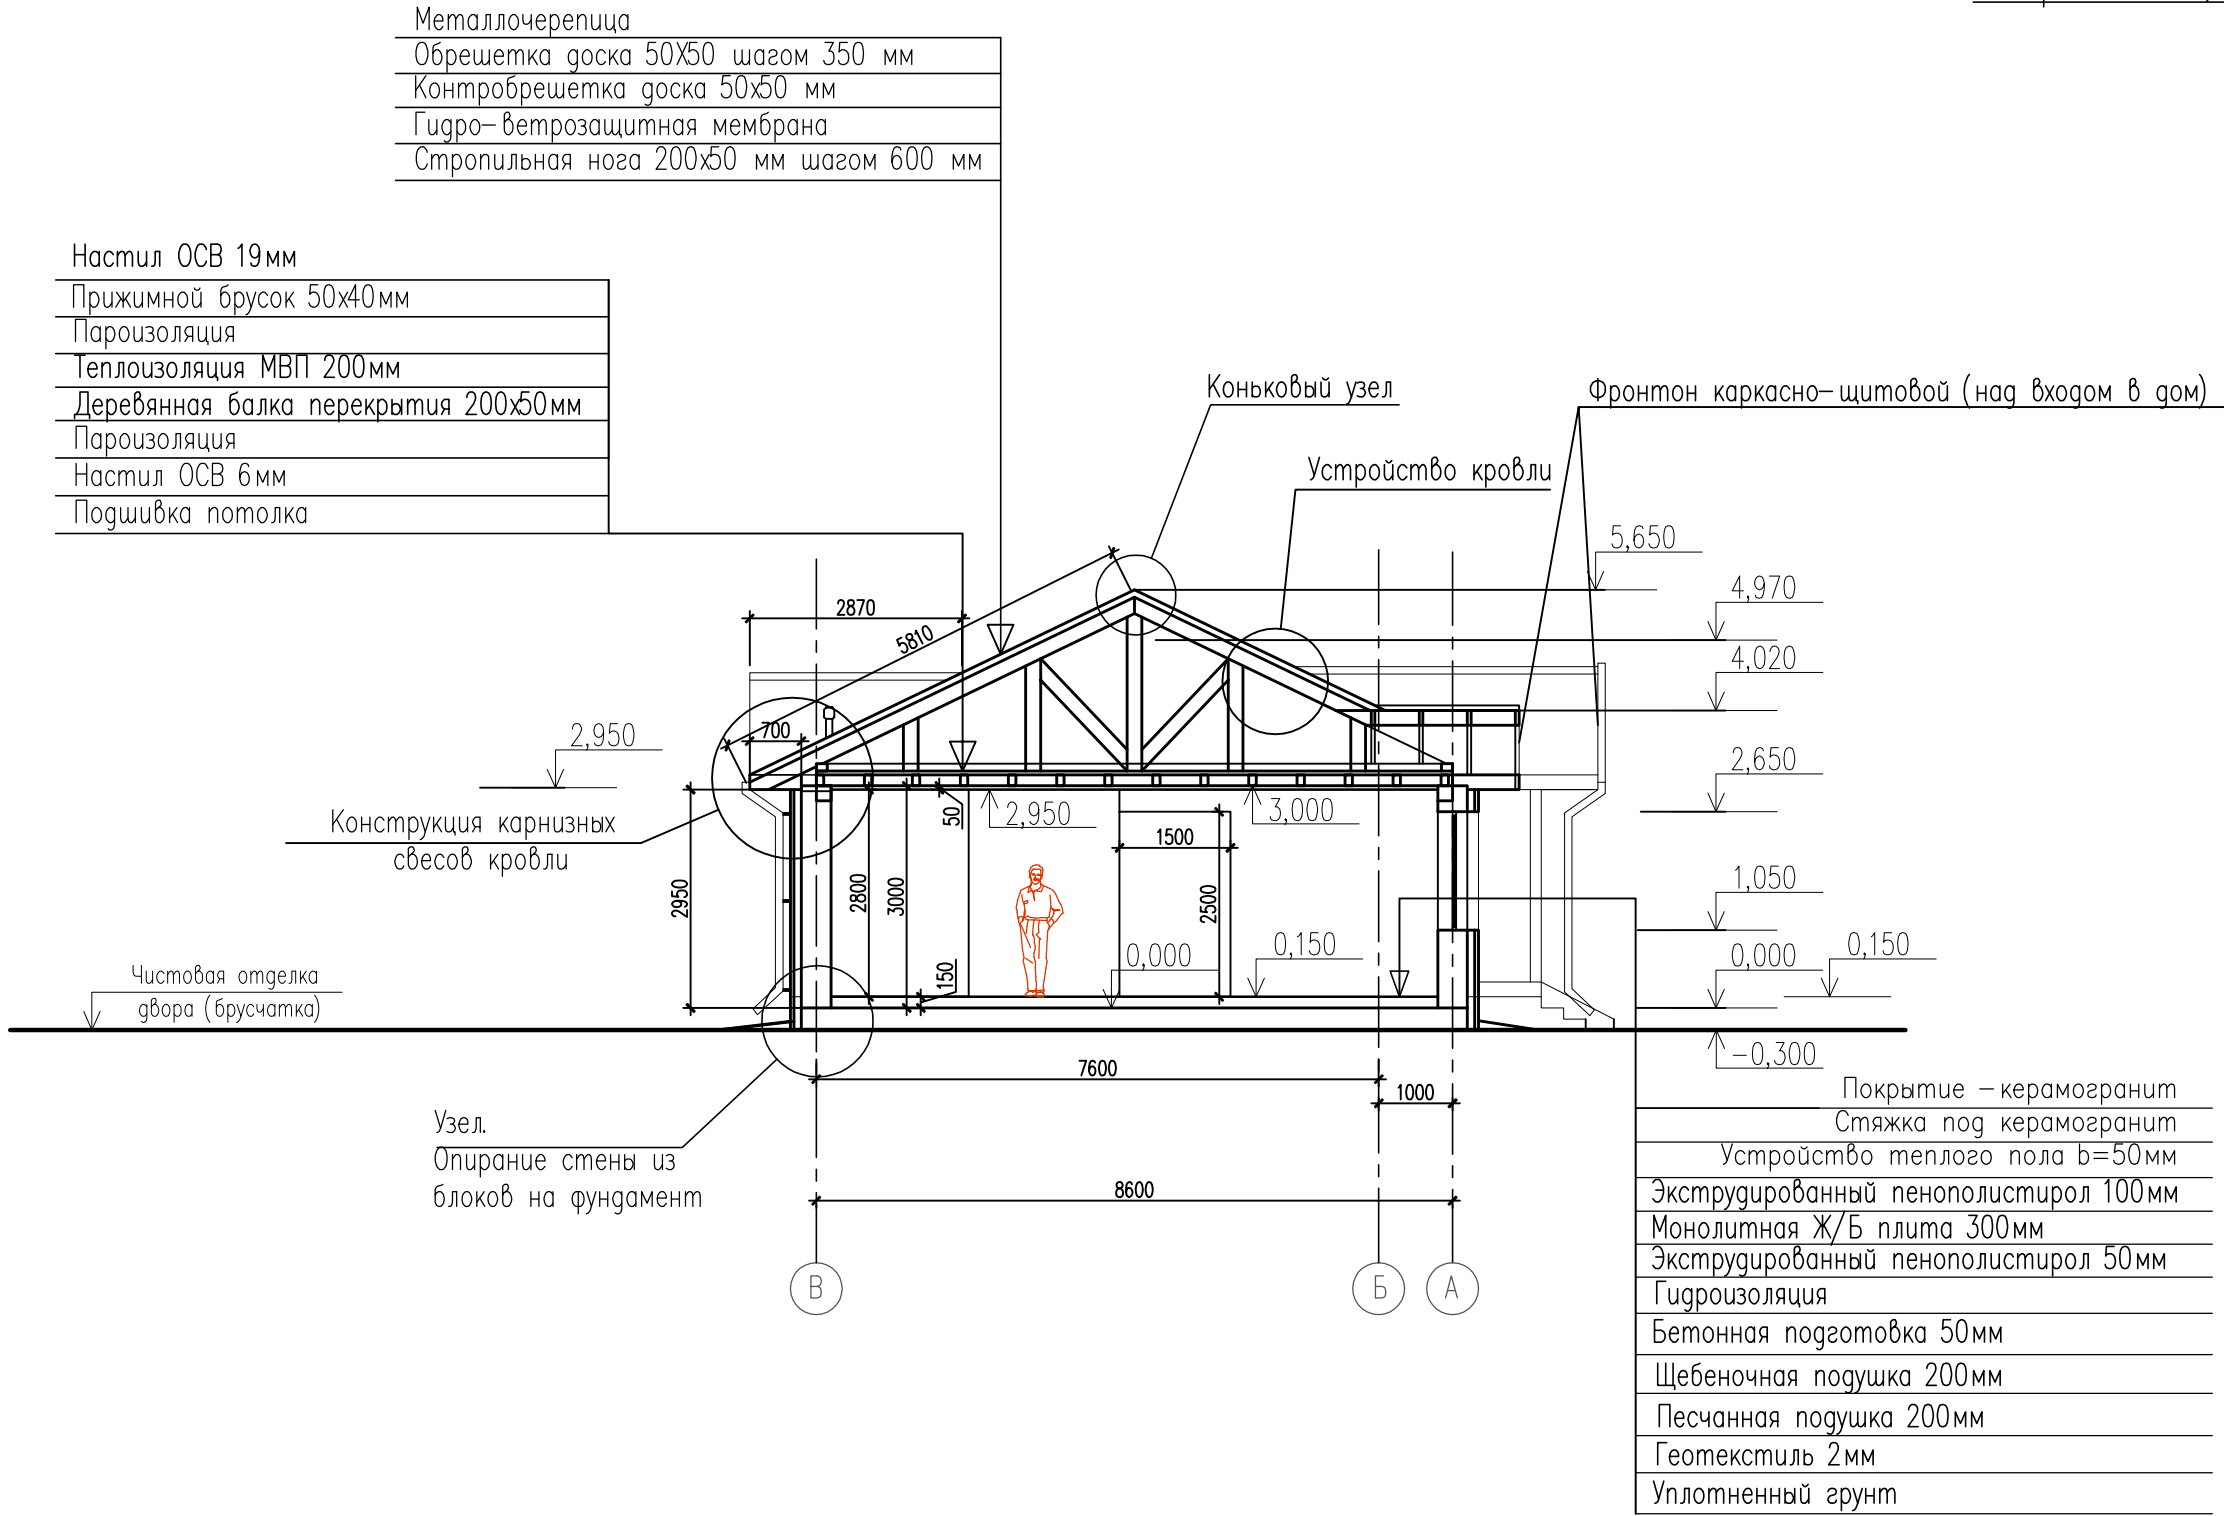 Металлочерепица
Обрешетка доска 50Х50 шагом 350 мм
Контробрешетка доска 50х50 мм
Гидро-ветрозащитная мембрана
Стропильная нога 200х50 мм шагом 600 мм
Настил ОСВ 19мм
Прижимной брусок 50х40мм
Пароизоляция
Теплоизоляция МВП 200мм
Деревянная балка перекрытия 200х50мм
Пароизоляция
Настил ОСВ 6мм
Подшивка потолка
Коньковый узел
Фронтон каркасно-щитовой (над входом в дом)
Устройство кровли
5,650
4,970
4,020
2870
5810
700
2,950
2,650
Конструкция карнизных
свесов кровли
50
2,950
3,000
1500
2950
2800
3000
2500
1,050
0,000
0,150
0,000
0,150
150
Чистовая отделка
двора (брусчатка)
-0,300
7600
1000
Узел.
Опирание стены из
блоков на фундамент
8600
В
Б
А
Покрытие -керамогранит
Стяжка под керамогранит
Устройство теплого пола b=50мм
Экструдированный пенополистирол 100мм
Монолитная Ж/Б плита 300мм
Экструдированный пенополистирол 50мм
Гидроизоляция
Бетонная подготовка 50мм
Щебеночная подушка 200мм
Песчанная подушка 200мм
Геотекстиль 2мм
Уплотненный грунт